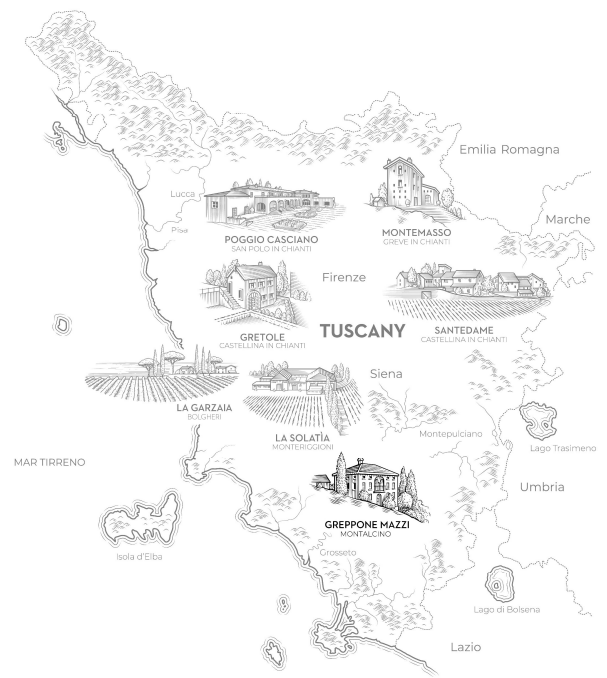 Emilia Romagna
Lucca
Marche
Pisa
MONTEMASSO
GREVE IN CHIANTI
POGGIO CASCIANO
SAN POLO IN CHIANTI
Firenze
TUSCANY
SANTEDAME
CASTELLINA IN CHIANTI
GRETOLE
CASTELLINA IN CHIANTI
Siena
LA GARZAIA
BOLGHERI
LA SOLATÌA
MONTERIGGIONI
Montepulciano
Lago Trasimeno
MAR TIRRENO
Umbria
GREPPONE MAZZI
MONTALCINO
Isola d'Elba
Grosseto
Lago di Bolsena
Lazio